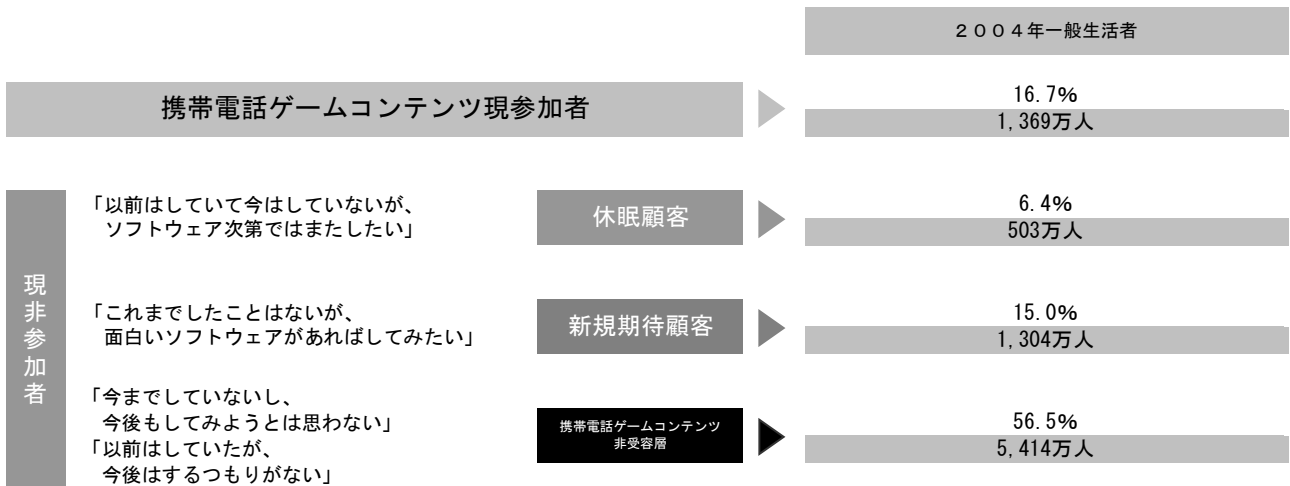 ２００４年一般生活者
携帯電話ゲームコンテンツ現参加者
16.7%
1,369万人
現非参加者
「以前はしていて今はしていないが、
ソフトウェア次第ではまたしたい」
休眠顧客
6.4%
503万人
「これまでしたことはないが、
面白いソフトウェアがあればしてみたい」
新規期待顧客
15.0%
1,304万人
「今までしていないし、
今後もしてみようとは思わない」
「以前はしていたが、
今後はするつもりがない」
携帯電話ゲームコンテンツ
非受容層
56.5%
5,414万人